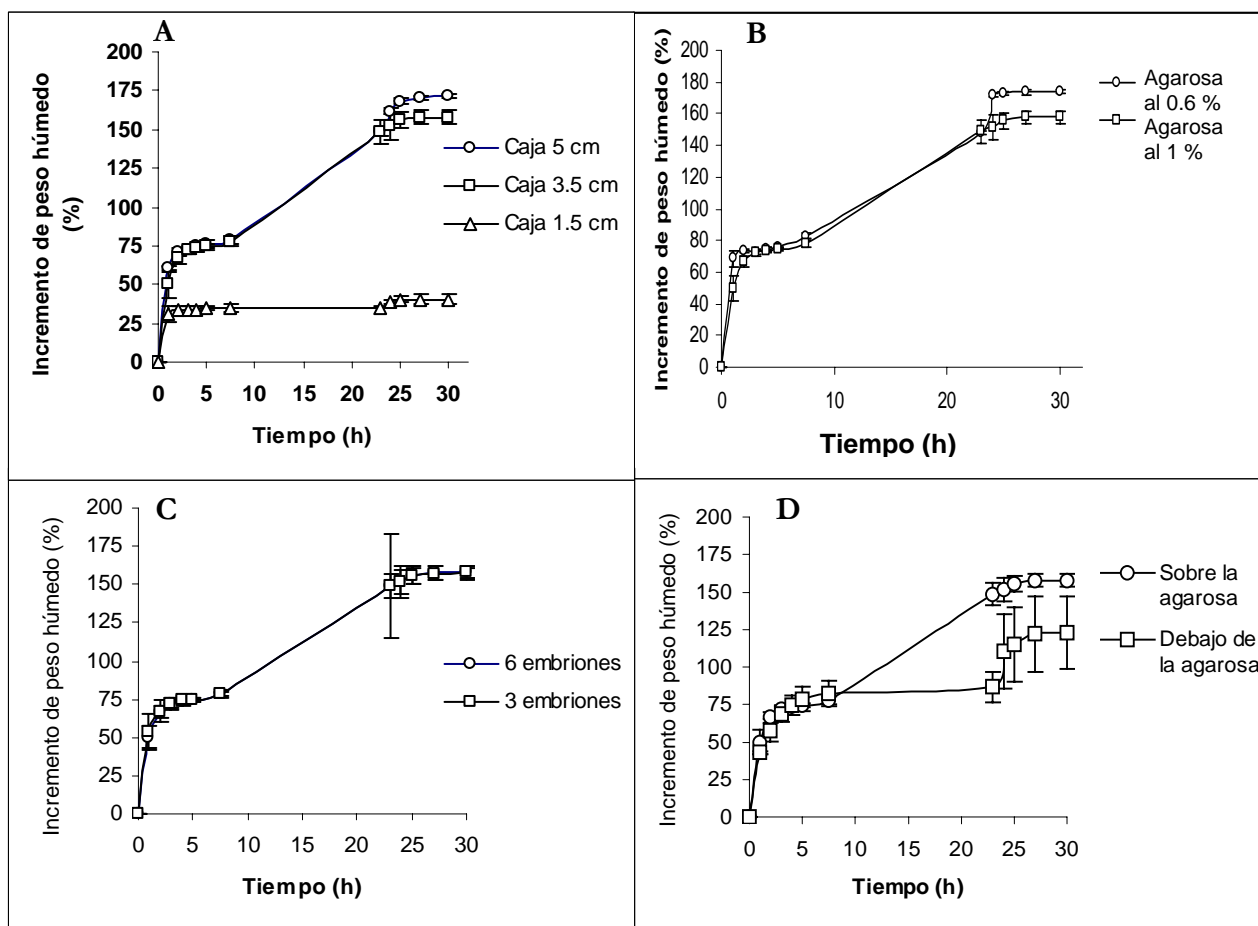 A
200
175
150
125
100
75
50
25
0
Incremento de peso húmedo
(%)
0 5 10 15 20 25 30
Tiempo (h)
Caja 5 cm
Caja 3.5 cm
Caja 1.5 cm
B
200
180
160
140
120
100
80
60
40
20
0
Incremento de peso húmedo (%)
0 10 20 30
Tiempo (h)
Agarosa
al 0.6 %
Agarosa
al 1 %
C
200
175
150
125
100
75
50
25
0
Incremento de peso húmedo (%)
0 5 10 15 20 25 30
Tiempo (h)
6 embriones
3 embriones
D
200
175
150
125
100
75
50
25
0
Incremento de peso húmedo (%)
0 5 10 15 20 25 30
Tiempo (h)
Sobre la
agarosa
Debajo de
la agarosa